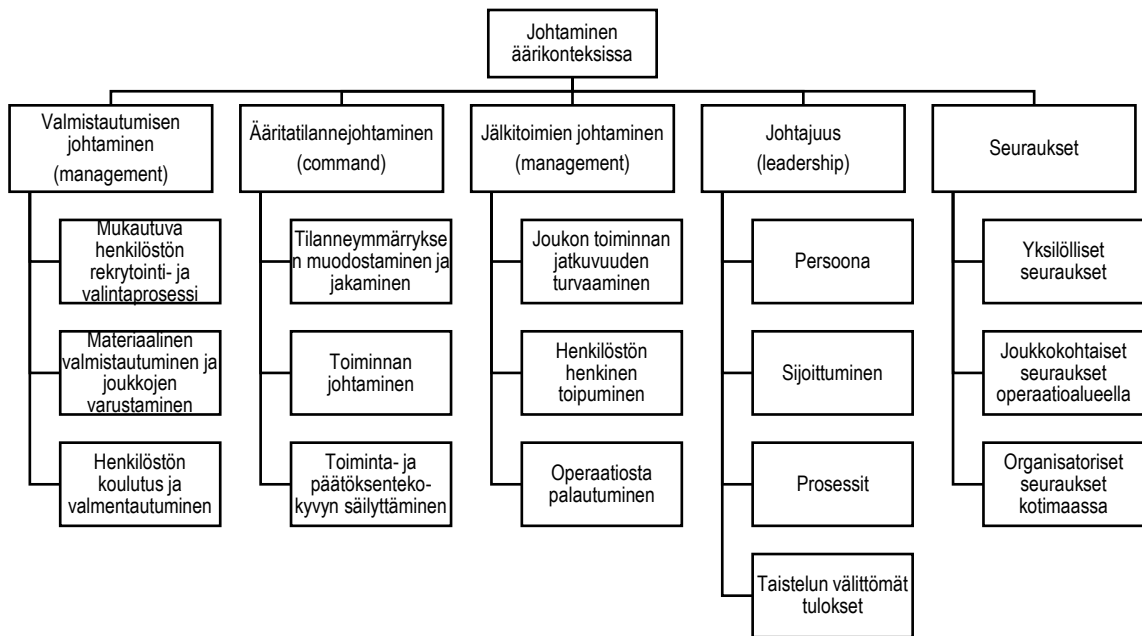 Johtaminen
äärikonteksissa
Valmistautumisen
johtaminen
(management)
Mukautuva
henkilöstön
rekrytointi- ja
valintaprosessi
Materiaalinen
valmistautuminen ja
joukkojen
varustaminen
Henkilöstön
koulutus ja
valmentautuminen
Ääritatilannejohtaminen
(command)
Tilanneymmärrykse
n muodostaminen ja
jakaminen
Toiminnan
johtaminen
Toiminta- ja
päätöksenteko-
kyvyn säilyttäminen
Jälkitoimien johtaminen
(management)
Joukon toiminnan
jatkuvuuden
turvaaminen
Henkilöstön
henkinen
toipuminen
Operaatiosta
palautuminen
Johtajuus
(leadership)
Persoona
Sijoittuminen
Prosessit
Taistelun välittömät
tulokset
Seuraukset
Yksilölliset
seuraukset
Joukkokohtaiset
seuraukset
operaatioalueella
Organisatoriset
seuraukset
kotimaassa